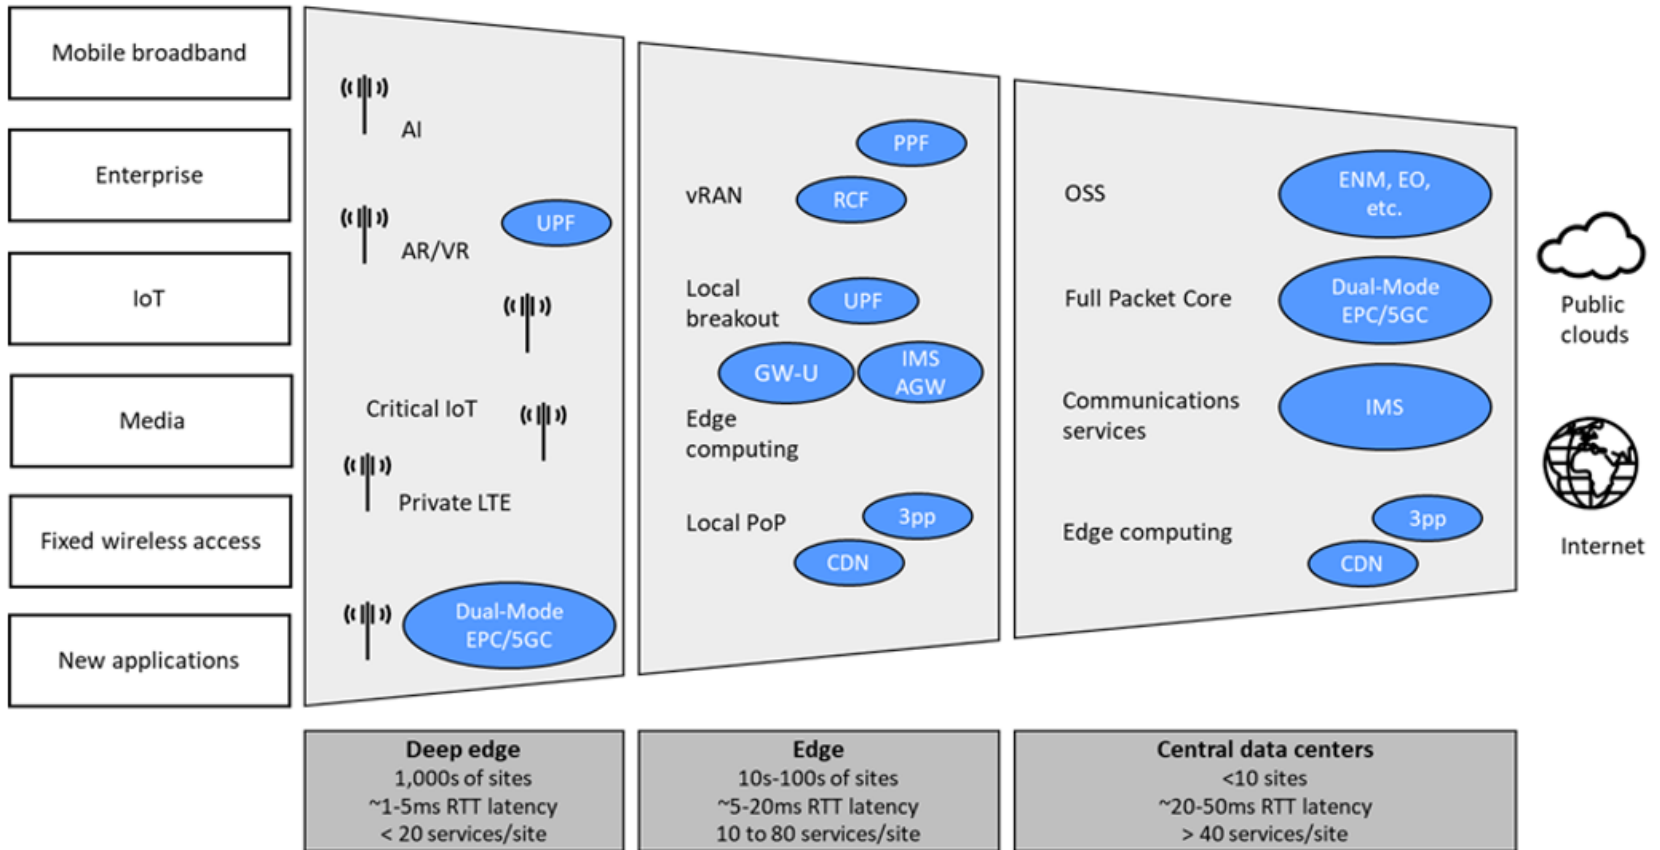 Mobile broadband
Enterprise
IoT
Media
Fixed wireless access
New applications
AI
AR/VR
UPF
Critical IoT
Private LTE
Dual-Mode
EPC/5GC
PPF
vRAN
RCF
Local
breakout
UPF
GW-U
IMS
AGW
Edge
computing
Local PoP
3pp
CDN
OSS
ENM, EO,
etc.
Full Packet Core
Dual-Mode
EPC/5GC
Communications
services
IMS
Edge computing
3pp
CDN
Public
clouds
Internet
Deep edge
1,000s of sites
~1-5ms RTT latency
< 20 services/site
Edge
10s-100s of sites
~5-20ms RTT latency
10 to 80 services/site
Central data centers
<10 sites
~20-50ms RTT latency
> 40 services/site